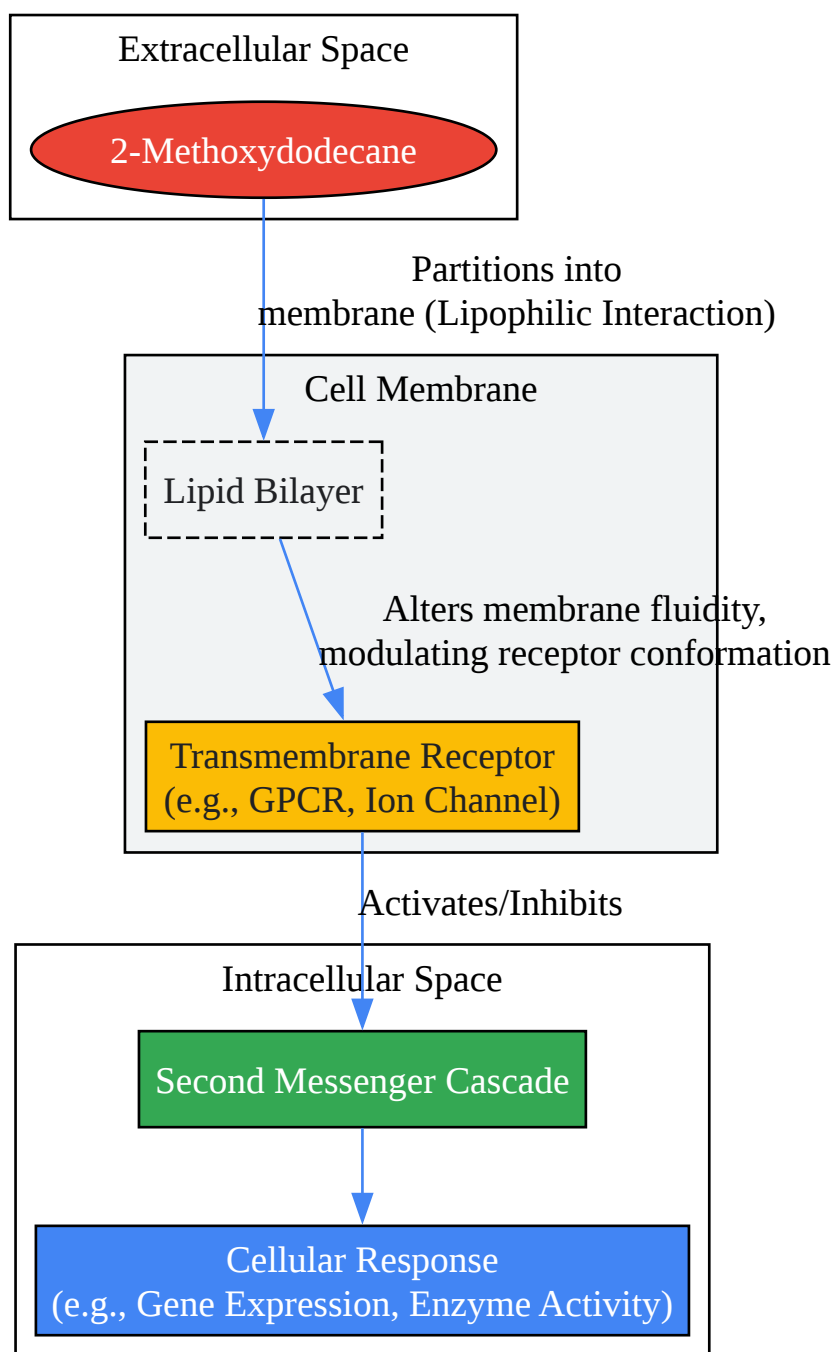 Extracellular Space
2-Methoxydodecane
Partitions into
membrane (Lipophilic Interaction)
Cell Membrane
Lipid Bilayer
Alters membrane fluidity,
modulating receptor conformation
Transmembrane Receptor
(e.g., GPCR, Ion Channel)
Activates/Inhibits
Intracellular Space
Second Messenger Cascade
Cellular Response
(e.g., Gene Expression, Enzyme Activity)